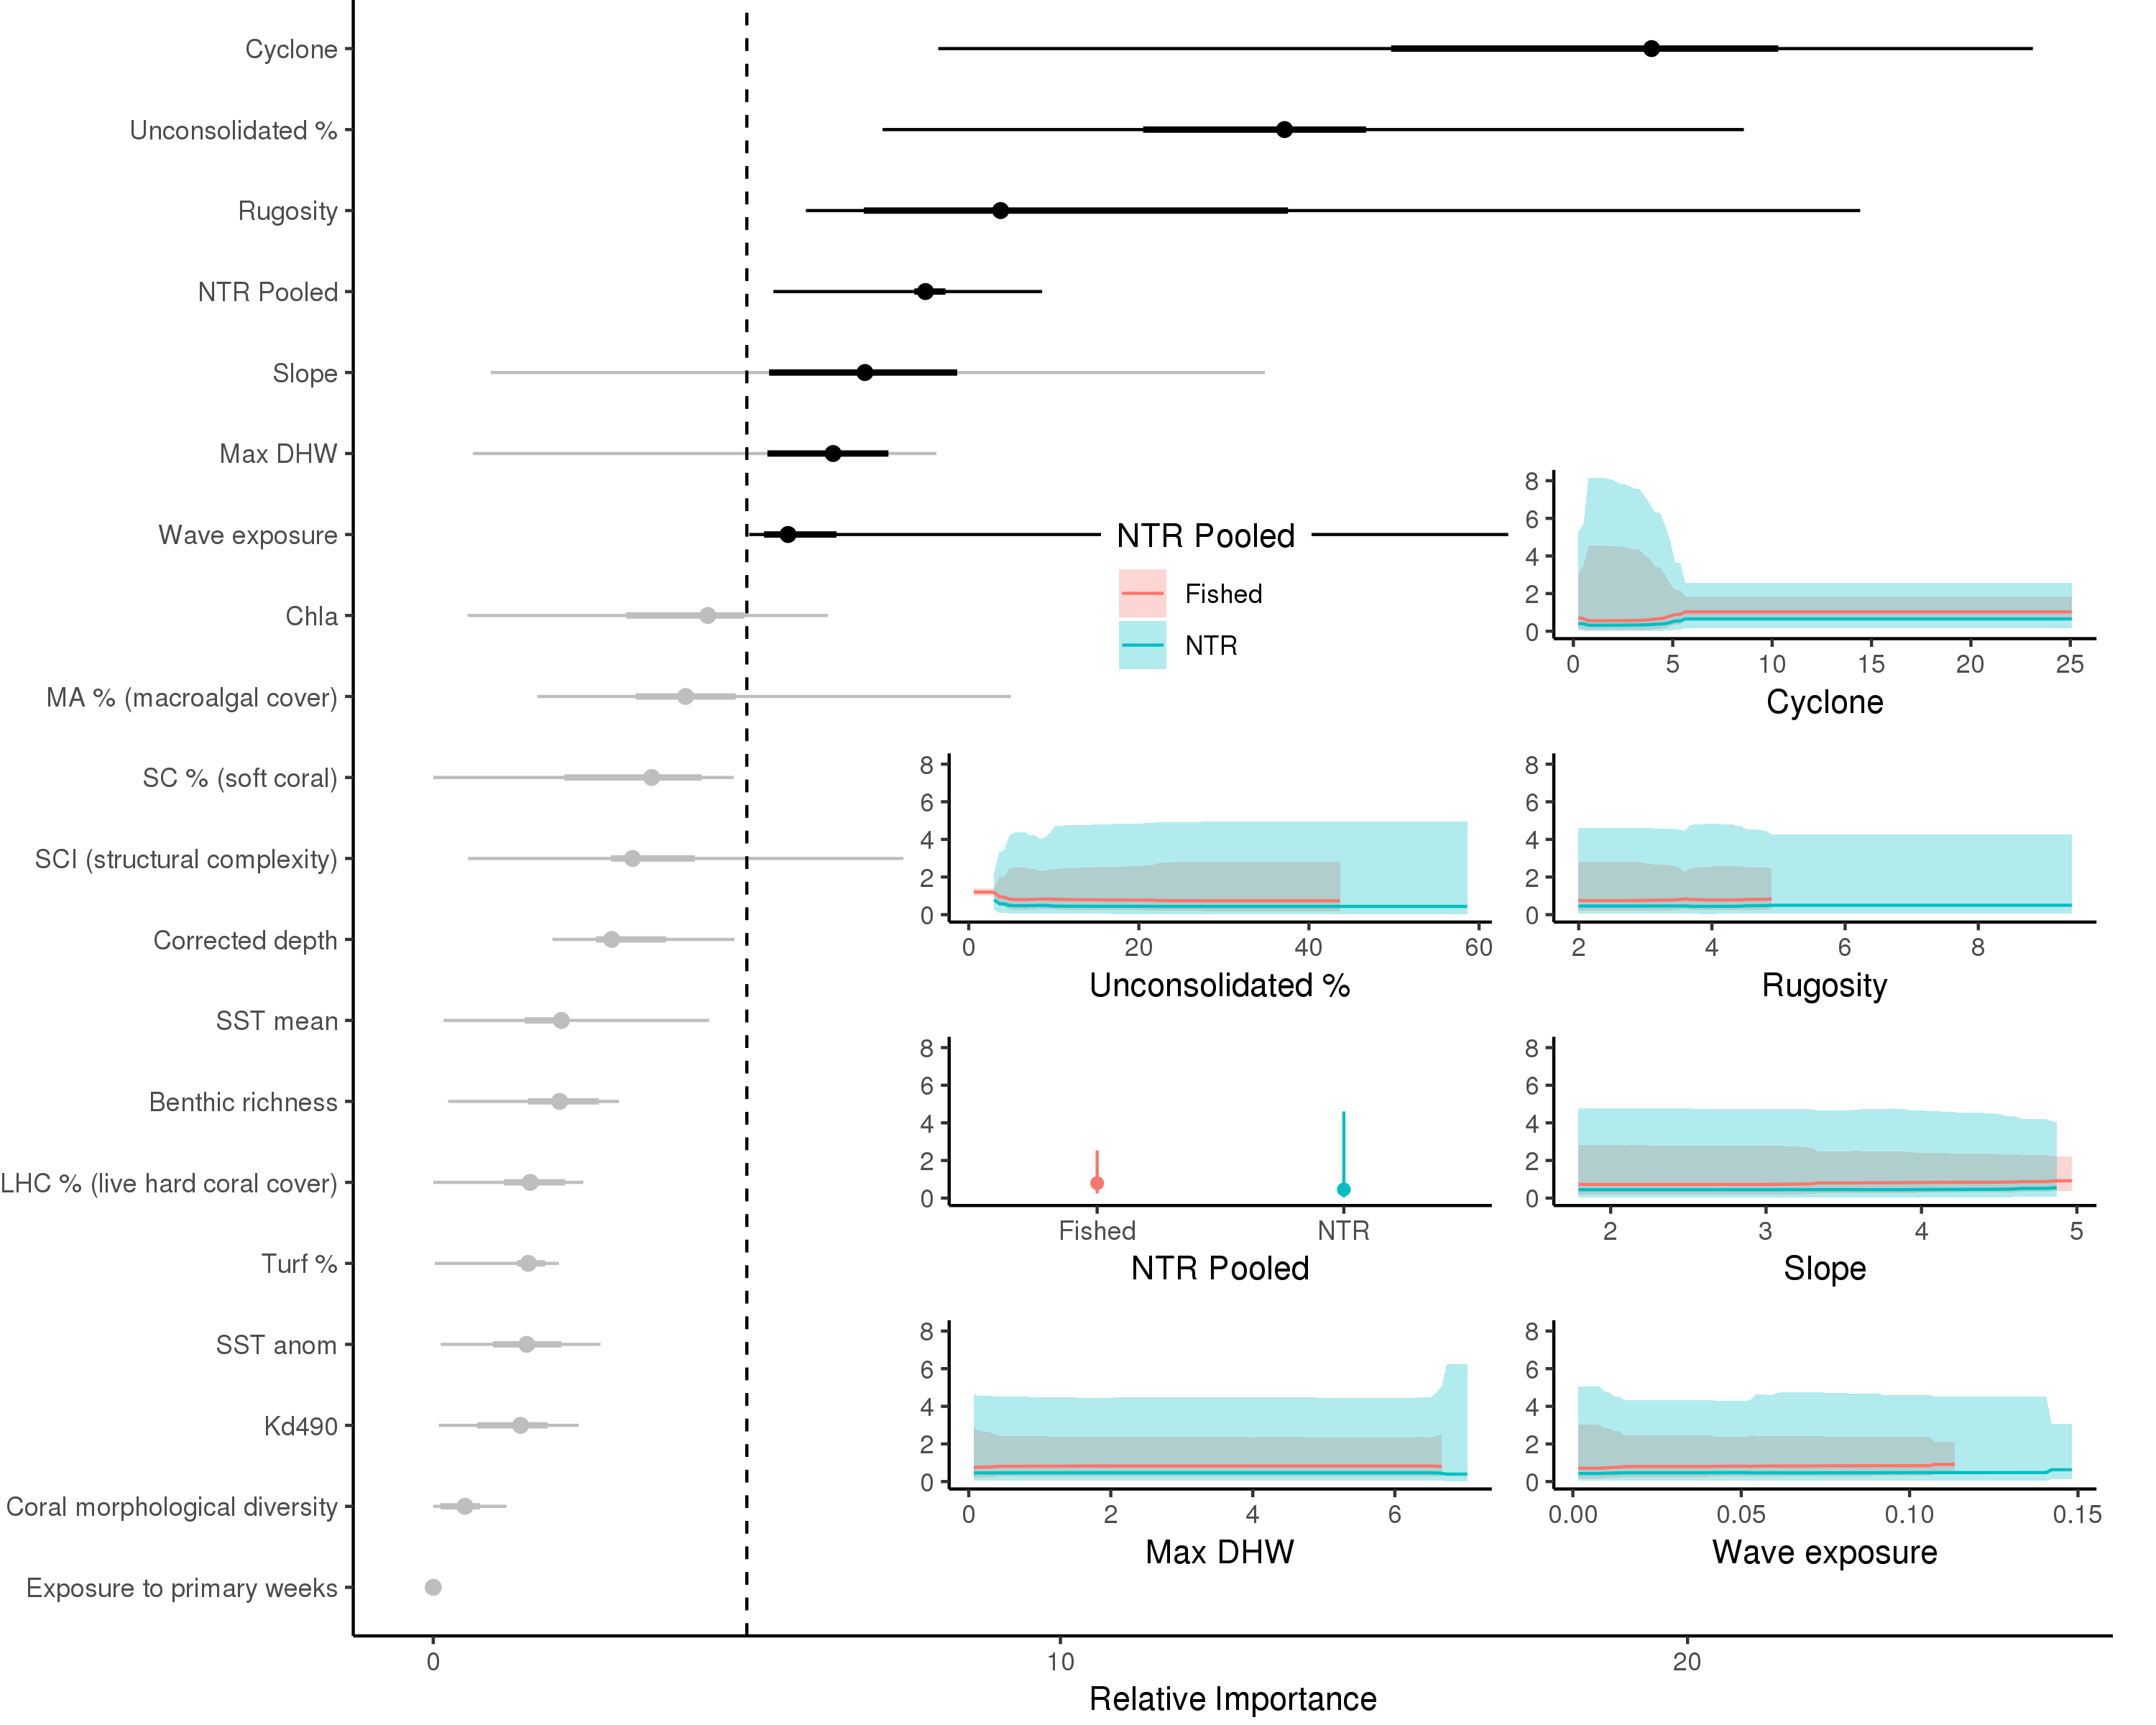 Cyclone
Unconsolidated %
Rugosity
NTR Pooled
Slope
Max DHW
Wave exposure
Chla
MA % (macroalgal cover)
SC % (soft coral)
SCI (structural complexity)
Corrected depth
SST mean
Benthic richness
LHC % (live hard coral cover)
Turf %
SST anom
Kd490
Coral morphological diversity
Exposure to primary weeks
0 10 20
Relative Importance
NTR Pooled
Fished
NTR
8
6
4
2
0
0 5 10 15 20 25
Cyclone
8
6
4
2
0
0 20 40 60
Unconsolidated %
8
6
4
2
0
2 4 6 8
Rugosity
8
6
4
2
0
Fished NTR
NTR Pooled
8
6
4
2
0
2 3 4 5
Slope
8
6
4
2
0
0 2 4 6
Max DHW
8
6
4
2
0
0.00 0.05 0.10 0.15
Wave exposure